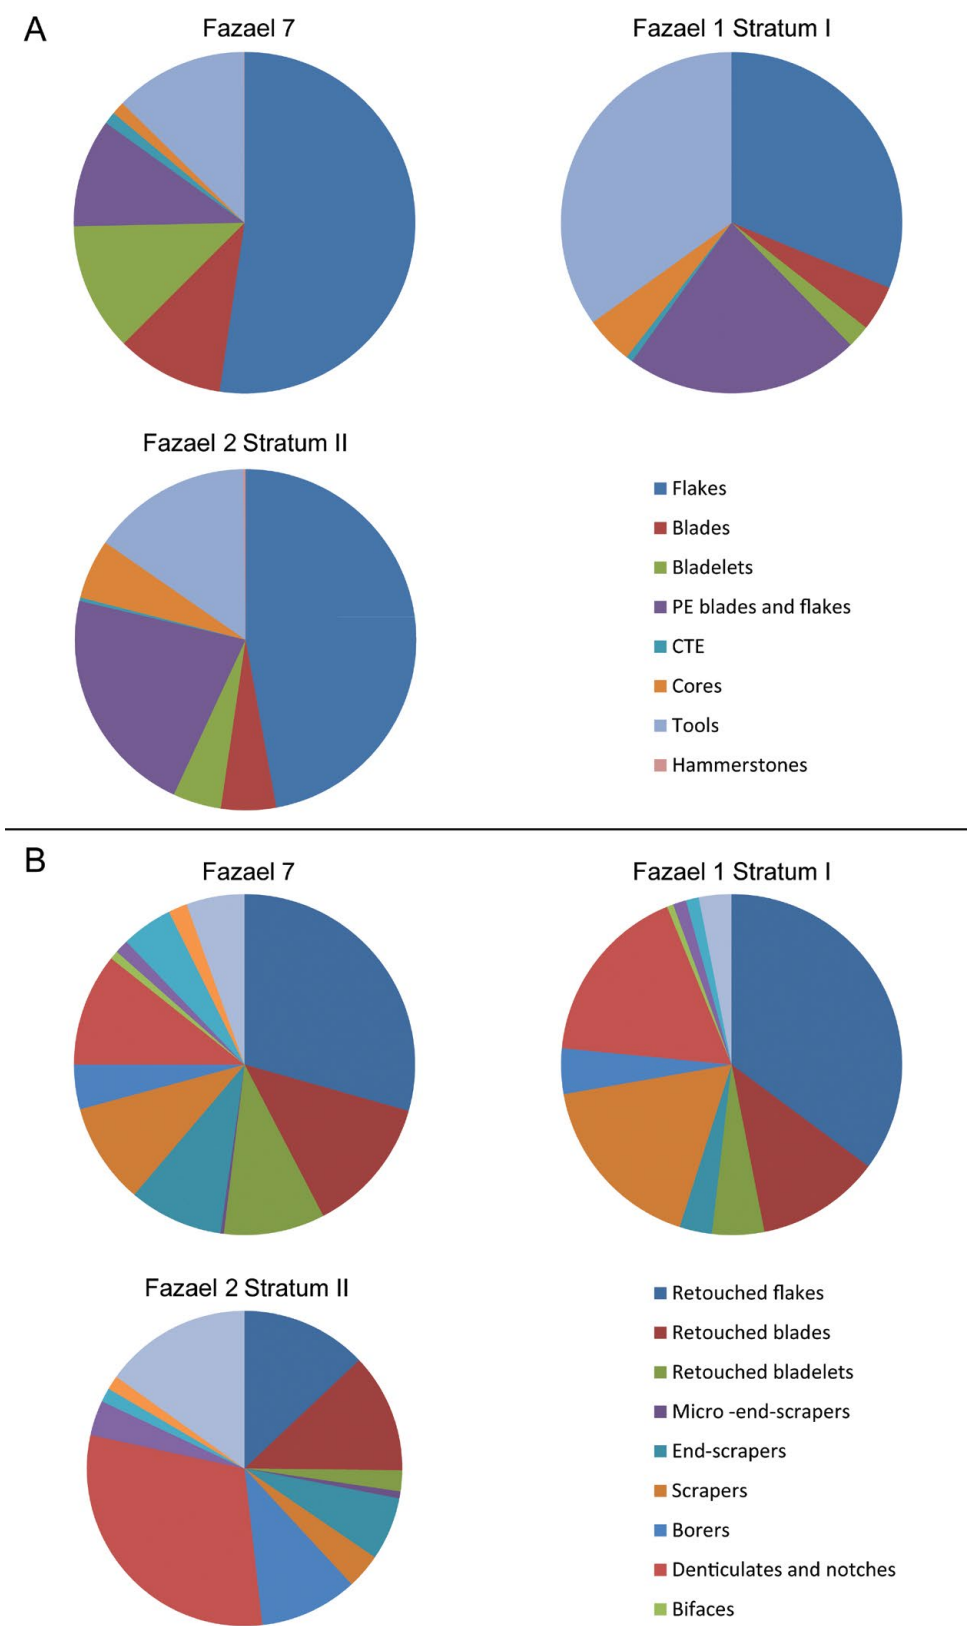 A
Fazael 7
Fazael 1 Stratum I
Fazael 2 Stratum II
Flakes
Blades
Bladelets
PE blades and flakes
CTE
Cores
Tools
Hammerstones
B
Fazael 7
Fazael 1 Stratum I
Fazael 2 Stratum II
Retouched flakes
Retouched blades
Retouched bladelets
Micro -end-scrapers
End-scrapers
Scrapers
Borers
Denticulates and notches
Bifaces